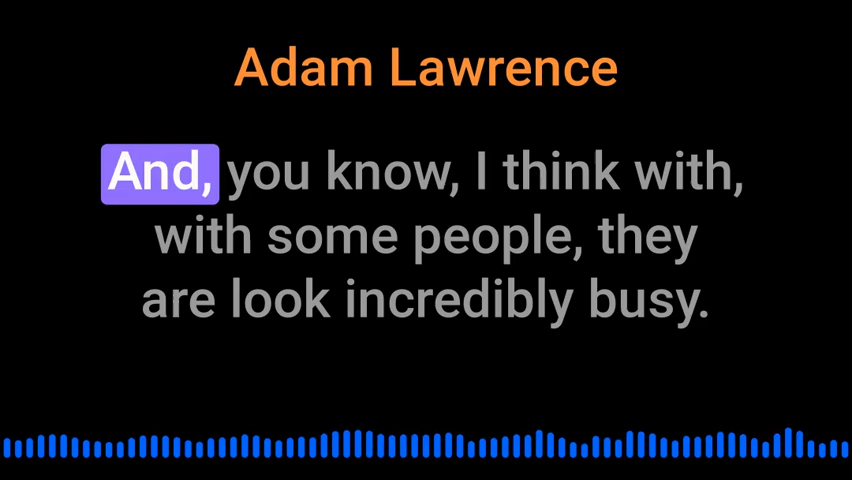 Adam Lawrence
And, you know, I think with,
with some people, they
are look incredibly busy.